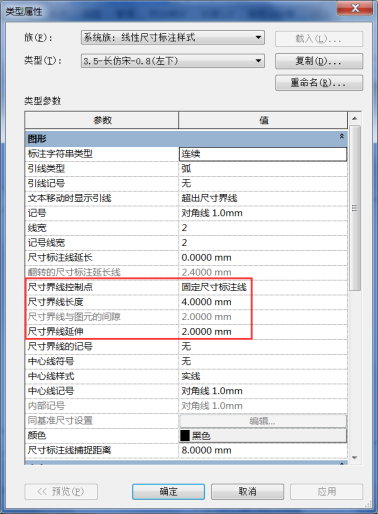 类型属性
族(F):
系统族: 线性尺寸标注样式
载入(L)...
类型(T):
3.5-长仿宋-0.8(左下)
复制(D)...
重命名(R)...
类型参数
参数 值
图形
标注字符串类型 连续
引线类型 弧
引线记号 无
文本移动时显示引线 超出尺寸界线
记号 对角线 1.0mm
线宽 2
记号线宽 2
尺寸标注线延长 0.0000 mm
翻转的尺寸标注延长线 2.4000 mm
尺寸界线控制点 固定尺寸标注线
尺寸界线长度 4.0000 mm
尺寸界线与图元的间隙 2.0000 mm
尺寸界线延伸 2.0000 mm
尺寸界线的记号 无
中心线符号 无
中心线样式 实线
中心线记号 对角线 1.0mm
内部记号 对角线 1.0mm
同基准尺寸设置 编辑...
颜色 黑色
尺寸标注线捕捉距离 8.0000 mm
<< 预览(P)
确定
取消
应用